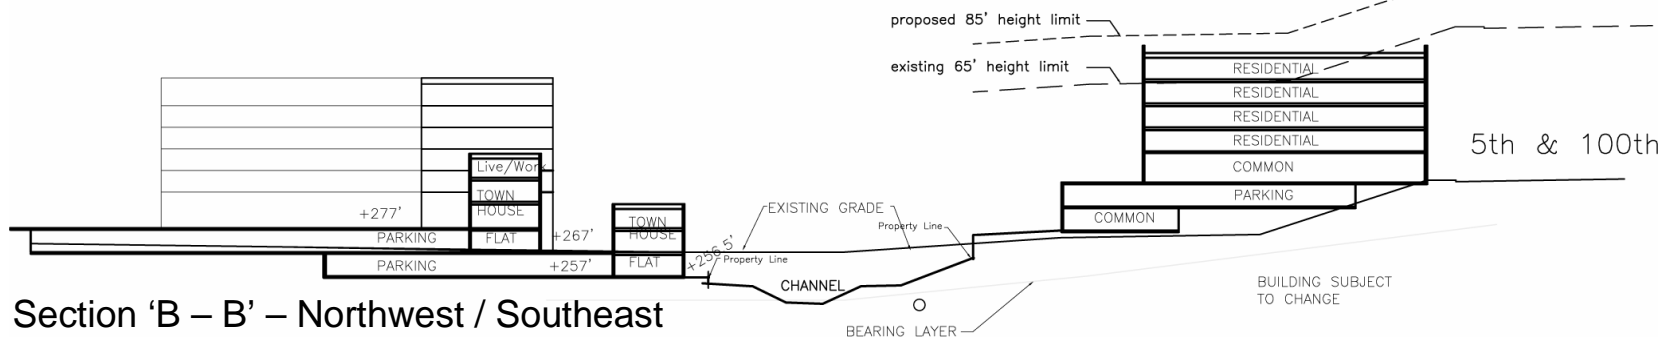 proposed 85' height limit
existing 65' height limit
RESIDENTIAL
RESIDENTIAL
RESIDENTIAL
RESIDENTIAL
COMMON
5th & 100th
Live/Work
TOWN
HOUSE
+277'
PARKING
FLAT
+267'
TOWN
HOUSE
EXISTING GRADE
Property Line
PARKING
COMMON
PARKING
+257'
FLAT
+256.5'
Property Line
CHANNEL
BUILDING SUBJECT
TO CHANGE
BEARING LAYER
Section ‘B – B’ – Northwest / Southeast